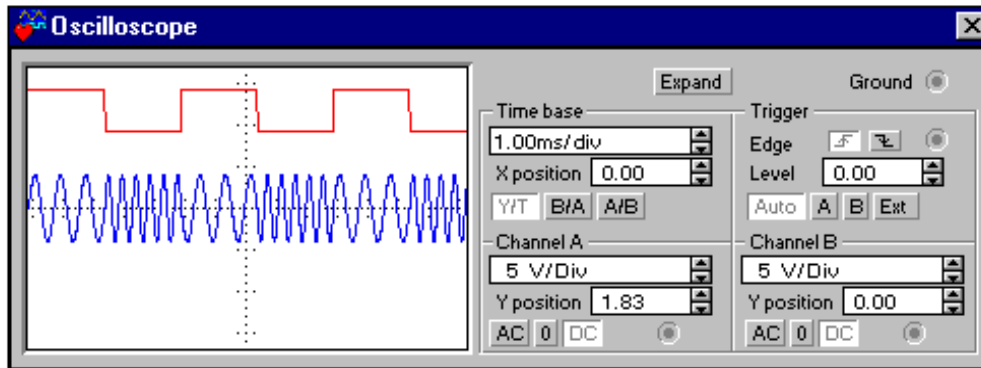 Oscilloscope
Expand
Ground
Time base
1.00ms/div
X position 0.00
Y/T B/A A/B
Trigger
Edge
Level 0.00
Auto A B Ext
Channel A
5 V/Div
Y position 1.83
AC 0 DC
Channel B
5 V/Div
Y position 0.00
AC 0 DC